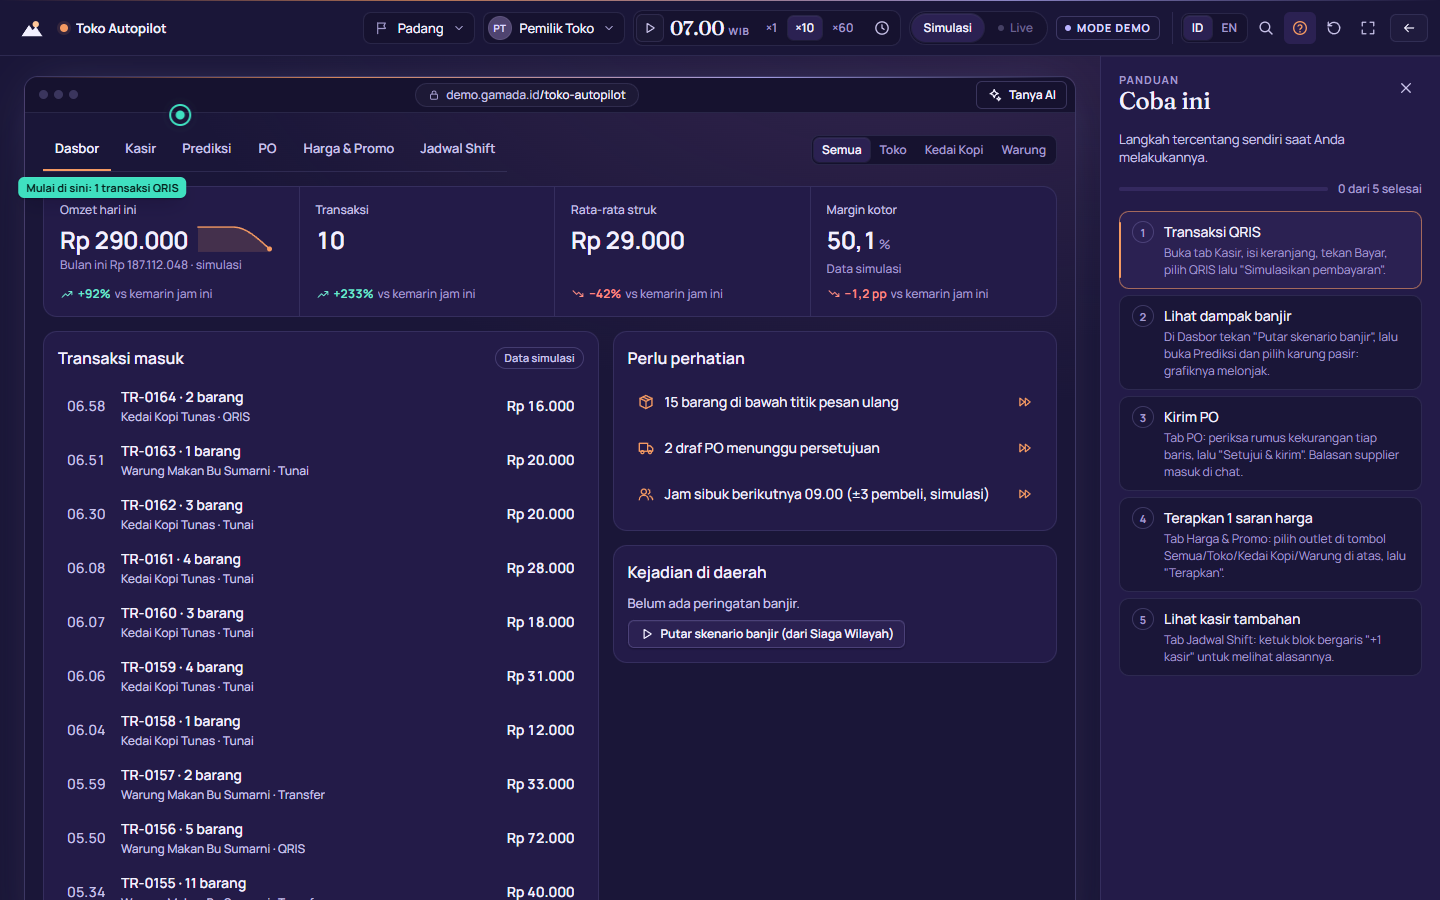 Toko Autopilot
Padang
PT Pemilik Toko
07.00 WIB
×1 ×10 ×60
Simulasi Live
MODE DEMO
ID EN
demo.gamada.id/toko-autopilot
Tanya AI
Dasbor Kasir Prediksi PO Harga & Promo Jadwal Shift
Semua Toko Kedai Kopi Warung
Mulai di sini: 1 transaksi QRIS
Omzet hari ini
Rp 290.000
Bulan ini Rp 187.112.048 · simulasi
+92% vs kemarin jam ini
Transaksi
10
+233% vs kemarin jam ini
Rata-rata struk
Rp 29.000
−42% vs kemarin jam ini
Margin kotor
50,1 %
Data simulasi
−1,2 pp vs kemarin jam ini
Transaksi masuk
Data simulasi
06.58 TR-0164 · 2 barang Rp 16.000
Kedai Kopi Tunas · QRIS
06.51 TR-0163 · 1 barang Rp 20.000
Warung Makan Bu Sumarni · Tunai
06.30 TR-0162 · 3 barang Rp 20.000
Kedai Kopi Tunas · Tunai
06.08 TR-0161 · 4 barang Rp 28.000
Kedai Kopi Tunas · Tunai
06.07 TR-0160 · 3 barang Rp 18.000
Kedai Kopi Tunas · Tunai
06.06 TR-0159 · 4 barang Rp 31.000
Kedai Kopi Tunas · Tunai
06.04 TR-0158 · 1 barang Rp 12.000
Kedai Kopi Tunas · Tunai
05.59 TR-0157 · 2 barang Rp 33.000
Warung Makan Bu Sumarni · Transfer
05.50 TR-0156 · 5 barang Rp 72.000
Warung Makan Bu Sumarni · QRIS
05.34 TR-0155 · 11 barang Rp 40.000
Perlu perhatian
15 barang di bawah titik pesan ulang
2 draf PO menunggu persetujuan
Jam sibuk berikutnya 09.00 (±3 pembeli, simulasi)
Kejadian di daerah
Belum ada peringatan banjir.
Putar skenario banjir (dari Siaga Wilayah)
PANDUAN
Coba ini
Langkah tercentang sendiri saat Anda
melakukannya.
0 dari 5 selesai
1 Transaksi QRIS
Buka tab Kasir, isi keranjang, tekan Bayar,
pilih QRIS lalu "Simulasikan pembayaran".
2 Lihat dampak banjir
Di Dasbor tekan "Putar skenario banjir", lalu
buka Prediksi dan pilih karung pasir:
grafiknya melonjak.
3 Kirim PO
Tab PO: periksa rumus kekurangan tiap
baris, lalu "Setujui & kirim". Balasan supplier
masuk di chat.
4 Terapkan 1 saran harga
Tab Harga & Promo: pilih outlet di tombol
Semua/Toko/Kedai Kopi/Warung di atas, lalu
"Terapkan".
5 Lihat kasir tambahan
Tab Jadwal Shift: ketuk blok bergaris "+1
kasir" untuk melihat alasannya.